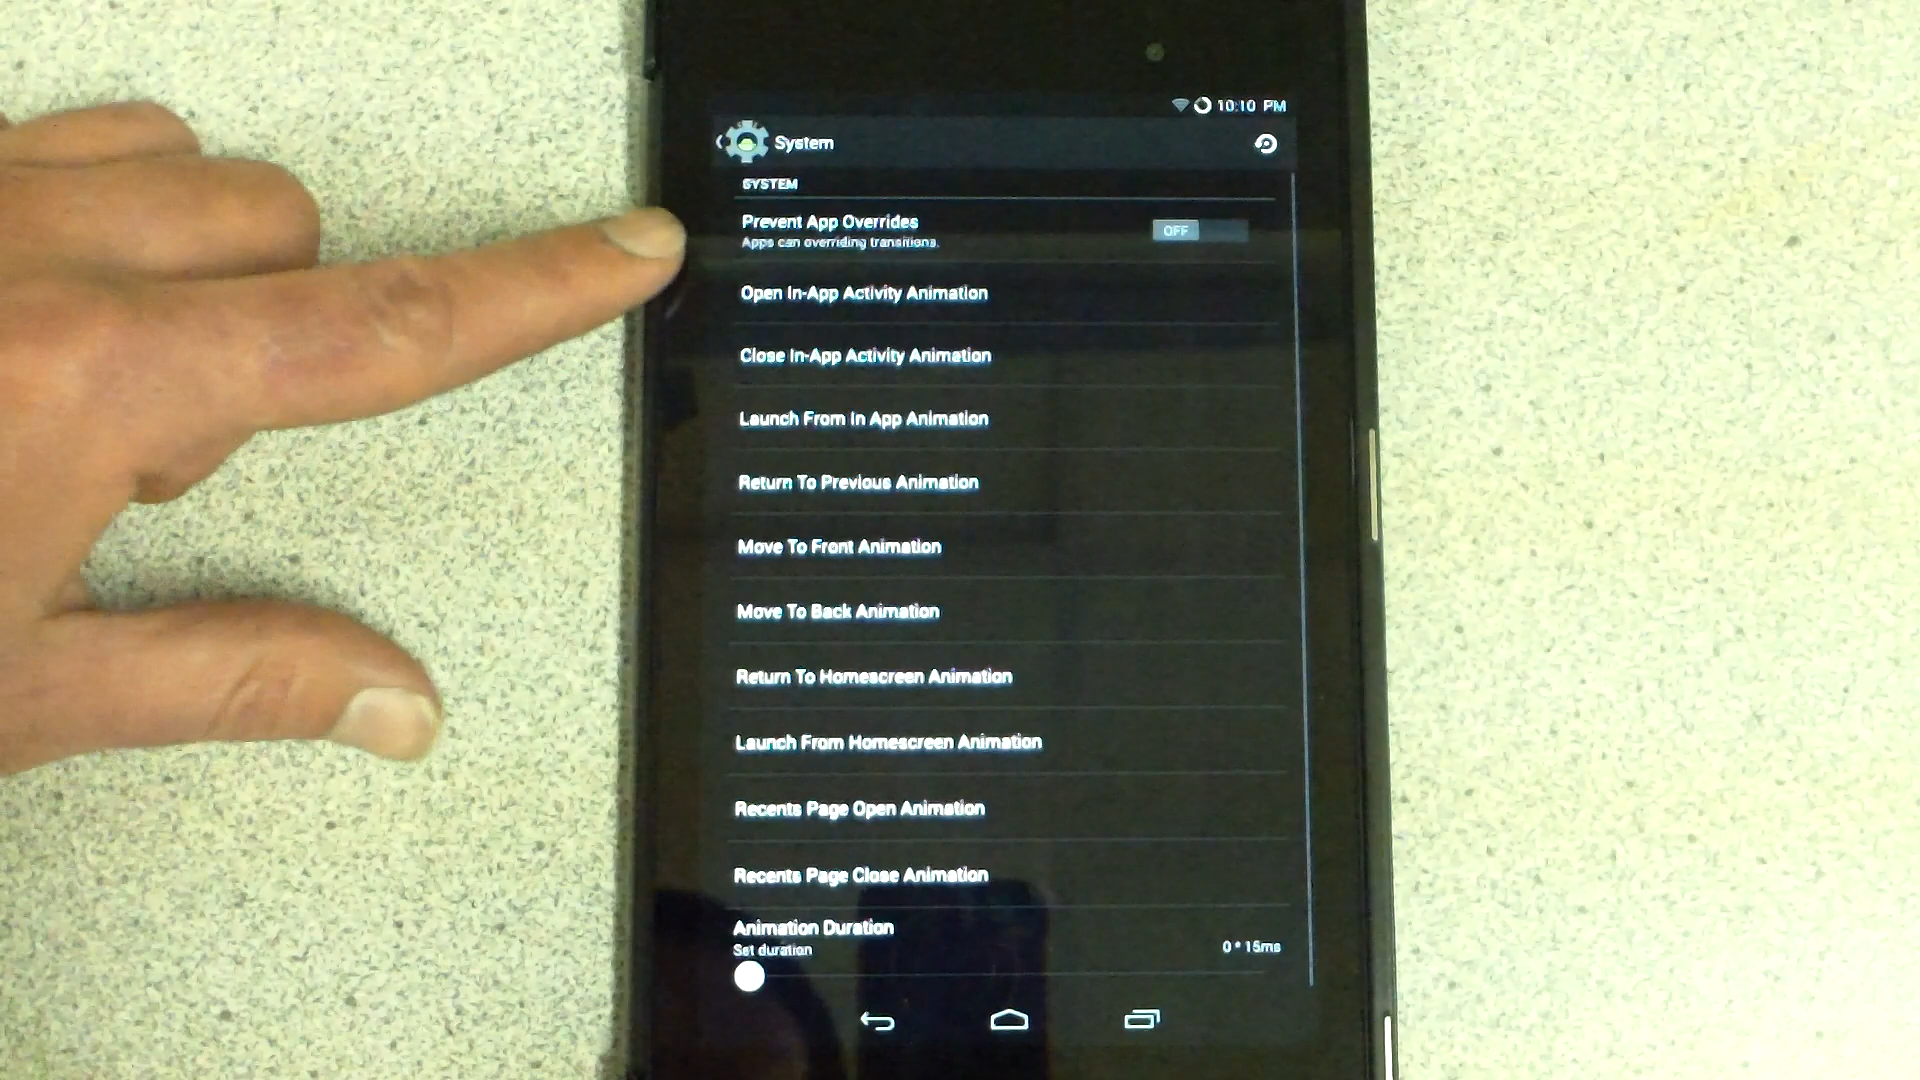 10:10 PM
System
SYSTEM
Prevent App Overrides
Apps can overriding transitions.
OFF
Open In-App Activity Animation
Close In-App Activity Animation
Launch From In App Animation
Return To Previous Animation
Move To Front Animation
Move To Back Animation
Return To Homescreen Animation
Launch From Homescreen Animation
Recents Page Open Animation
Recents Page Close Animation
Animation Duration
Set duration
0 * 15ms